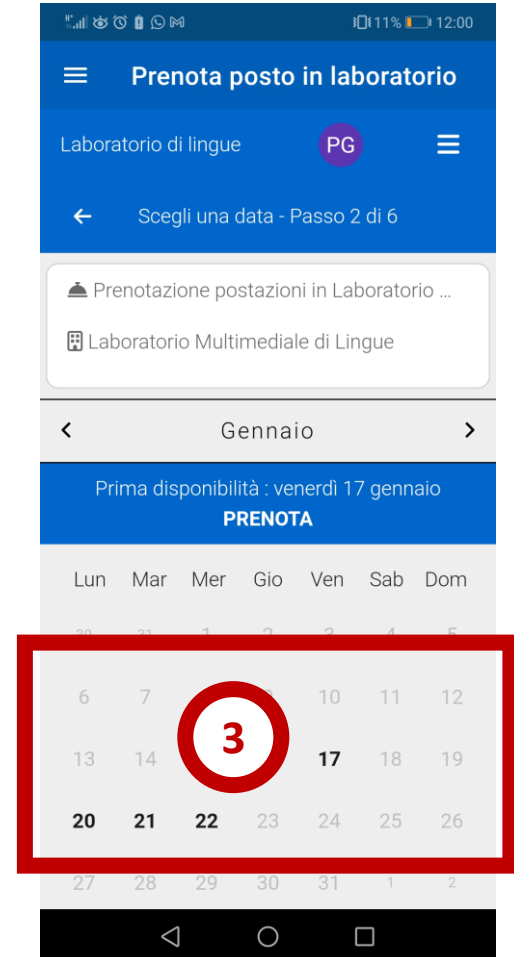 11% 12:00
Prenota posto in laboratorio
Laboratorio di lingue PG
Scegli una data - Passo 2 di 6
Prenotazione postazioni in Laboratorio ...
Laboratorio Multimediale di Lingue
Gennaio
Prima disponibilità : venerdì 17 gennaio
PRENOTA
Lun Mar Mer Gio Ven Sab Dom
30 31 1 2 3 4 5
6 7 10 11 12
3
13 14 17 18 19
20 21 22 23 24 25 26
27 28 29 30 31 1 2